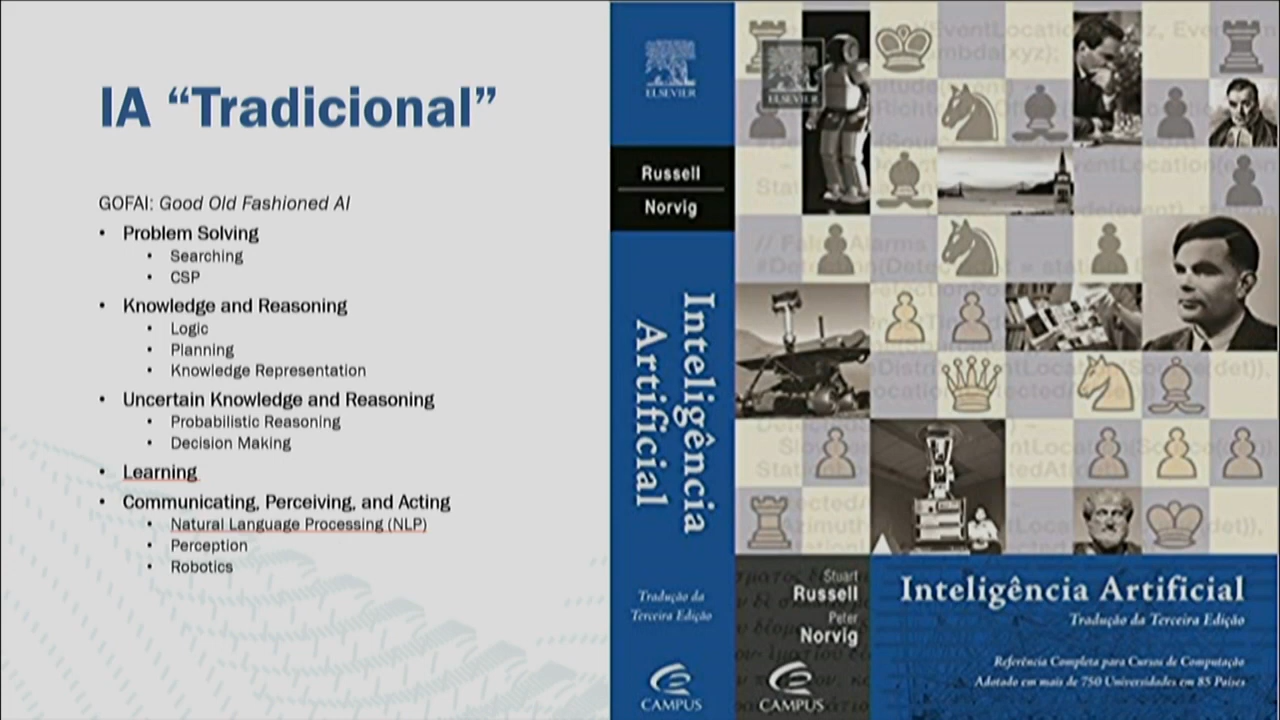 IA “Tradicional”
GOFAI: Good Old Fashioned AI
• Problem Solving
• Searching
• CSP
• Knowledge and Reasoning
• Logic
• Planning
• Knowledge Representation
• Uncertain Knowledge and Reasoning
• Probabilistic Reasoning
• Decision Making
• Learning
• Communicating, Perceiving, and Acting
• Natural Language Processing (NLP)
• Perception
• Robotics
ELSEVIER
Russell
Norvig
Inteligência
Artificial
Tradução da
Terceira Edição
CAMPUS
ELSEVIER
Stuart
Russell
Peter
Norvig
CAMPUS
Inteligência Artificial
Tradução da Terceira Edição
Referência Completa para Cursos de Computação
Adotado em mais de 750 Universidades em 85 Países